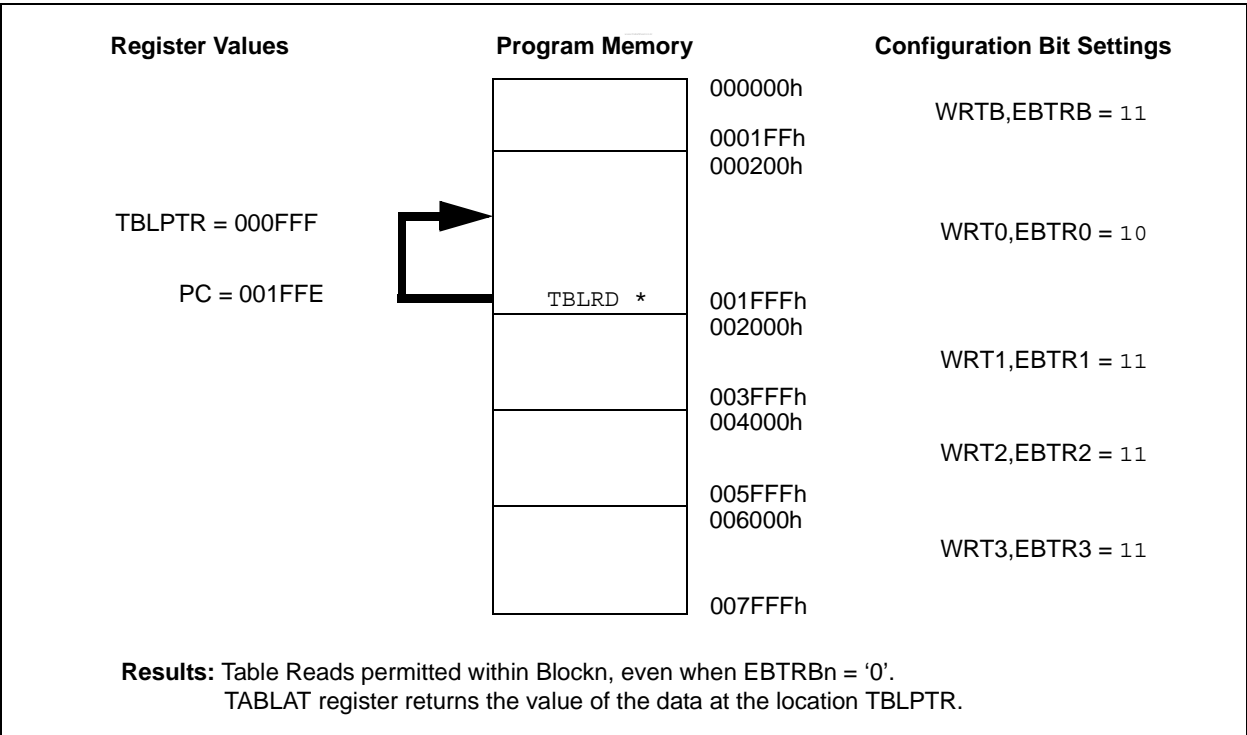 Register Values Program Memory Configuration Bit Settings
000000h
WRTB,EBTRB = 11
0001FFh
000200h
TBLPTR = 000FFF
WRT0,EBTR0 = 10
PC = 001FFE
TBLRD *
001FFFh
002000h
WRT1,EBTR1 = 11
003FFFh
004000h
WRT2,EBTR2 = 11
005FFFh
006000h
WRT3,EBTR3 = 11
007FFFh
Results: Table Reads permitted within Blockn, even when EBTRBn = ‘0’.
TABLAT register returns the value of the data at the location TBLPTR.